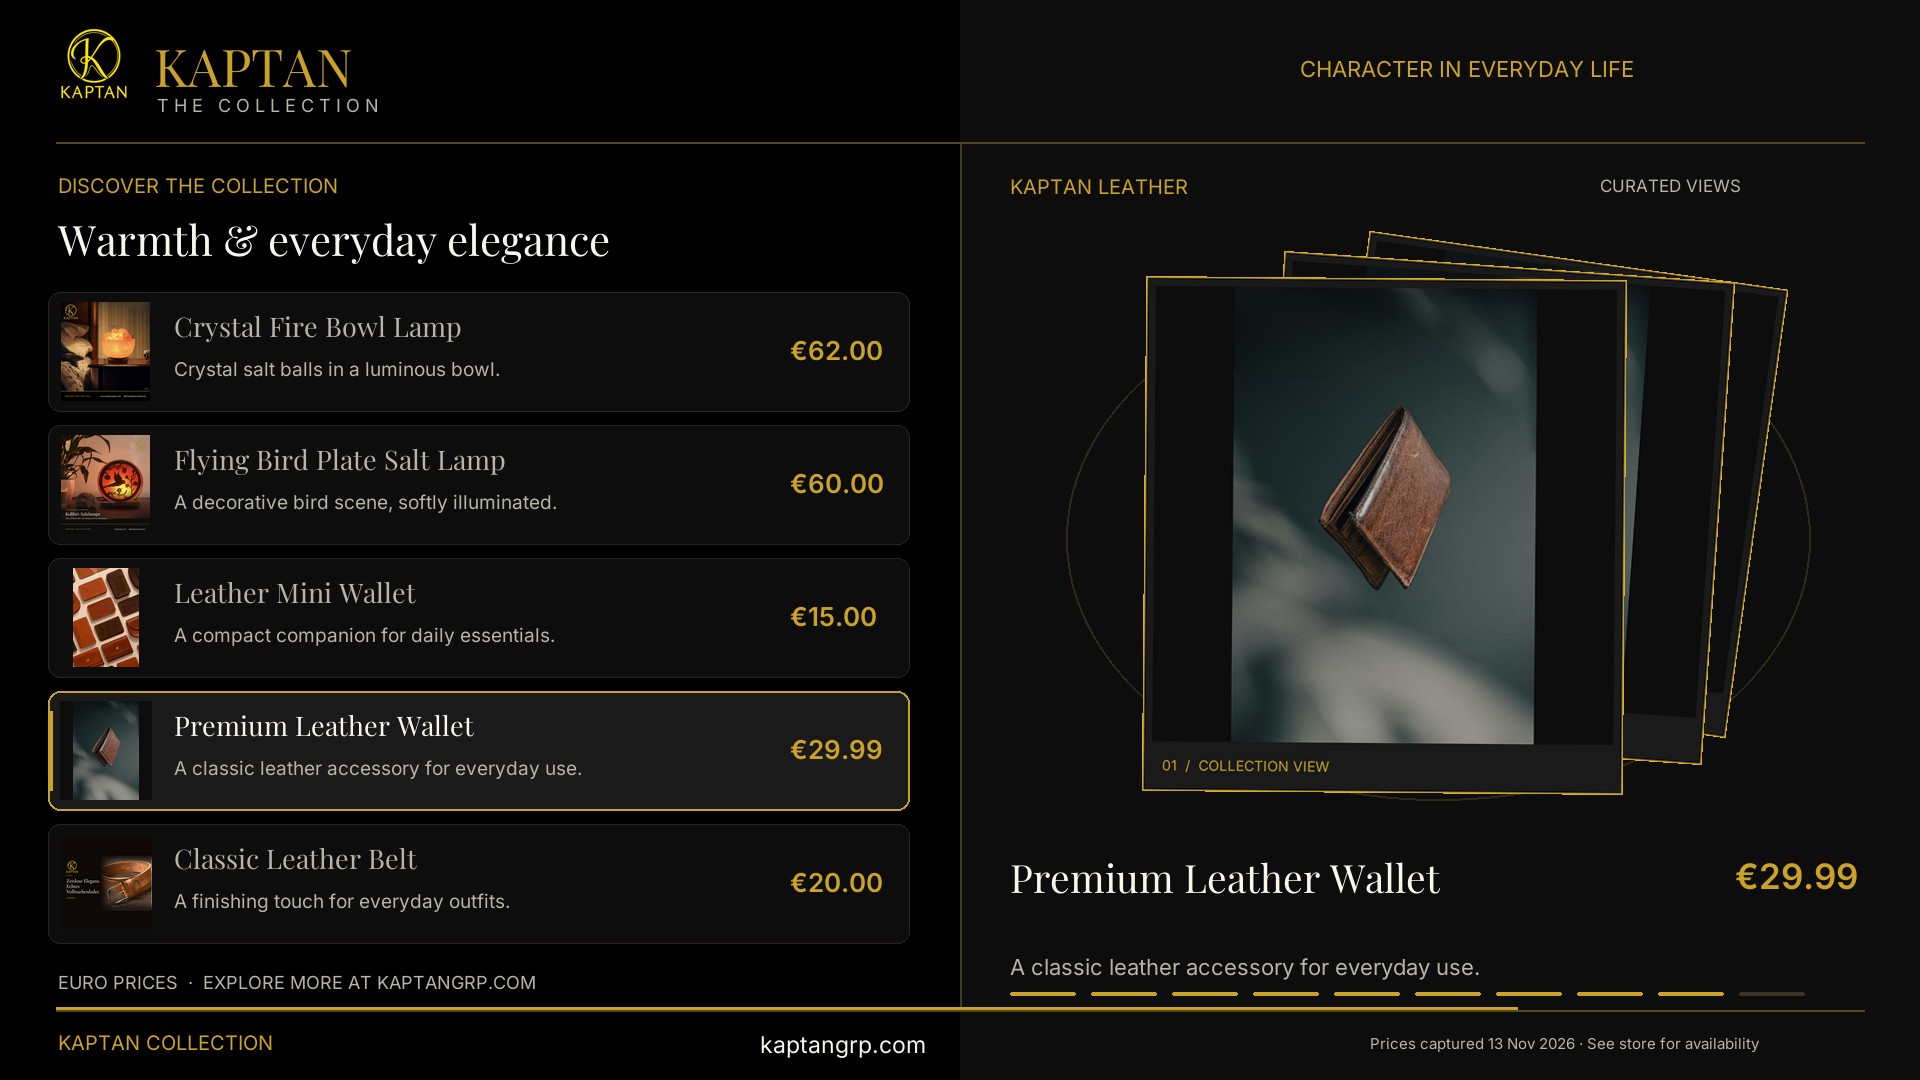 KAPTAN
KAPTAN
THE COLLECTION
CHARACTER IN EVERYDAY LIFE
DISCOVER THE COLLECTION
Warmth & everyday elegance
Crystal Fire Bowl Lamp
Crystal salt balls in a luminous bowl.
€62.00
Flying Bird Plate Salt Lamp
A decorative bird scene, softly illuminated.
€60.00
Leather Mini Wallet
A compact companion for daily essentials.
€15.00
Premium Leather Wallet
A classic leather accessory for everyday use.
€29.99
Classic Leather Belt
A finishing touch for everyday outfits.
€20.00
EURO PRICES · EXPLORE MORE AT KAPTANGRP.COM
KAPTAN LEATHER
CURATED VIEWS
01 / COLLECTION VIEW
Premium Leather Wallet
€29.99
A classic leather accessory for everyday use.
KAPTAN COLLECTION
kaptangrp.com
Prices captured 13 Nov 2026 · See store for availability